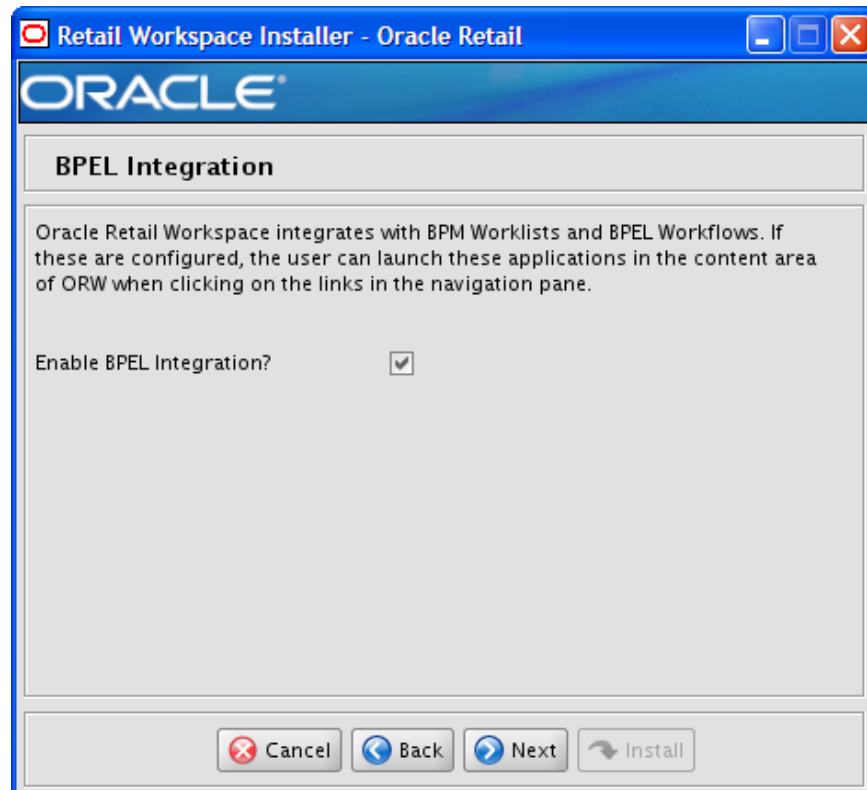 Retail Workspace Installer - Oracle Retail
ORACLE®
BPEL Integration
Oracle Retail Workspace integrates with BPM Worklists and BPEL Workflows. If
these are configured, the user can launch these applications in the content area
of ORW when clicking on the links in the navigation pane.
Enable BPEL Integration?
Cancel Back Next Install